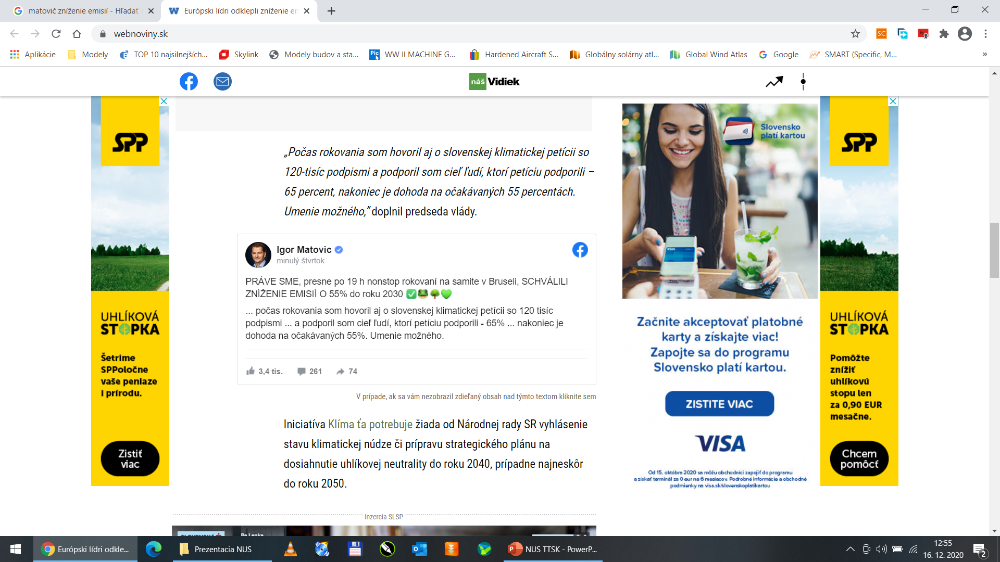 matovič zníženie emisií - Hľadať
Európski lídri odklepli zníženie em
webnoviny.sk
SC
Aplikácie
Modely
TOP 10 najsilnejších...
Skylink
Modely budov a sta...
Pic
WW II MACHINE G...
Hardened Aircraft S...
Globálny solárny atl...
Global Wind Atlas
Google
SMART (Specific, M...
»
náš Vidiek
SPP
UHLÍKOVÁ
STOPKA
Šetrime
SPPoločne
vaše peniaze
i prírodu.
Zistiť
viac
„Počas rokovania som hovoril aj o slovenskej klimatickej petícii so
120-tisíc podpismi a podporil som cieľ ľudí, ktorí petíciu podporili –
65 percent, nakoniec je dohoda na očakávaných 55 percentách.
Umenie možného,” doplnil predseda vlády.
Igor Matovic
minulý štvrtok
PRÁVE SME, presne po 19 h nonstop rokovaní na samite v Bruseli, SCHVÁLILI
ZNÍŽENIE EMISIÍ O 55% do roku 2030 ✅🐸🌳💚
... počas rokovania som hovoril aj o slovenskej klimatickej petícii so 120 tisíc
podpismi ... a podporil som cieľ ľudí, ktorí petíciu podporili - 65% ... nakoniec je
dohoda na očakávaných 55%. Umenie možného.
3,4 tis. 261 74
V prípade, ak sa vám nezobrazil zdieľaný obsah nad týmto textom kliknite sem
Iniciatíva Klíma ťa potrebuje žiada od Národnej rady SR vyhlásenie
stavu klimatickej núdze či prípravu strategického plánu na
dosiahnutie uhlíkovej neutrality do roku 2040, prípadne najneskôr
do roku 2050.
Inzercia SLSP
SLOVENSKÁ
Be Lenka
Slovensko
platí kartou
VISA
Začnite akceptovať platobné
karty a získajte viac!
Zapojte sa do programu
Slovensko platí kartou.
ZISTITE VIAC
VISA
Od 15. októbra 2020 sa môžu obchodníci zapojiť do programu
a získať terminál za 0 eur na 6 mesiacov. Podrobné informácie a obchodné
podmienky na visa.sk/slovenskoplatikartou
SPP
UHLÍKOVÁ
STOPKA
Pomôžte
znížiť
uhlíkovú
stopu len
za 0,90 EUR
mesačne.
Chcem
pomôcť
Európski lídri odkle...
Prezentacia NUS
NUS TTSK - PowerP...
12:55
16. 12. 2020
2